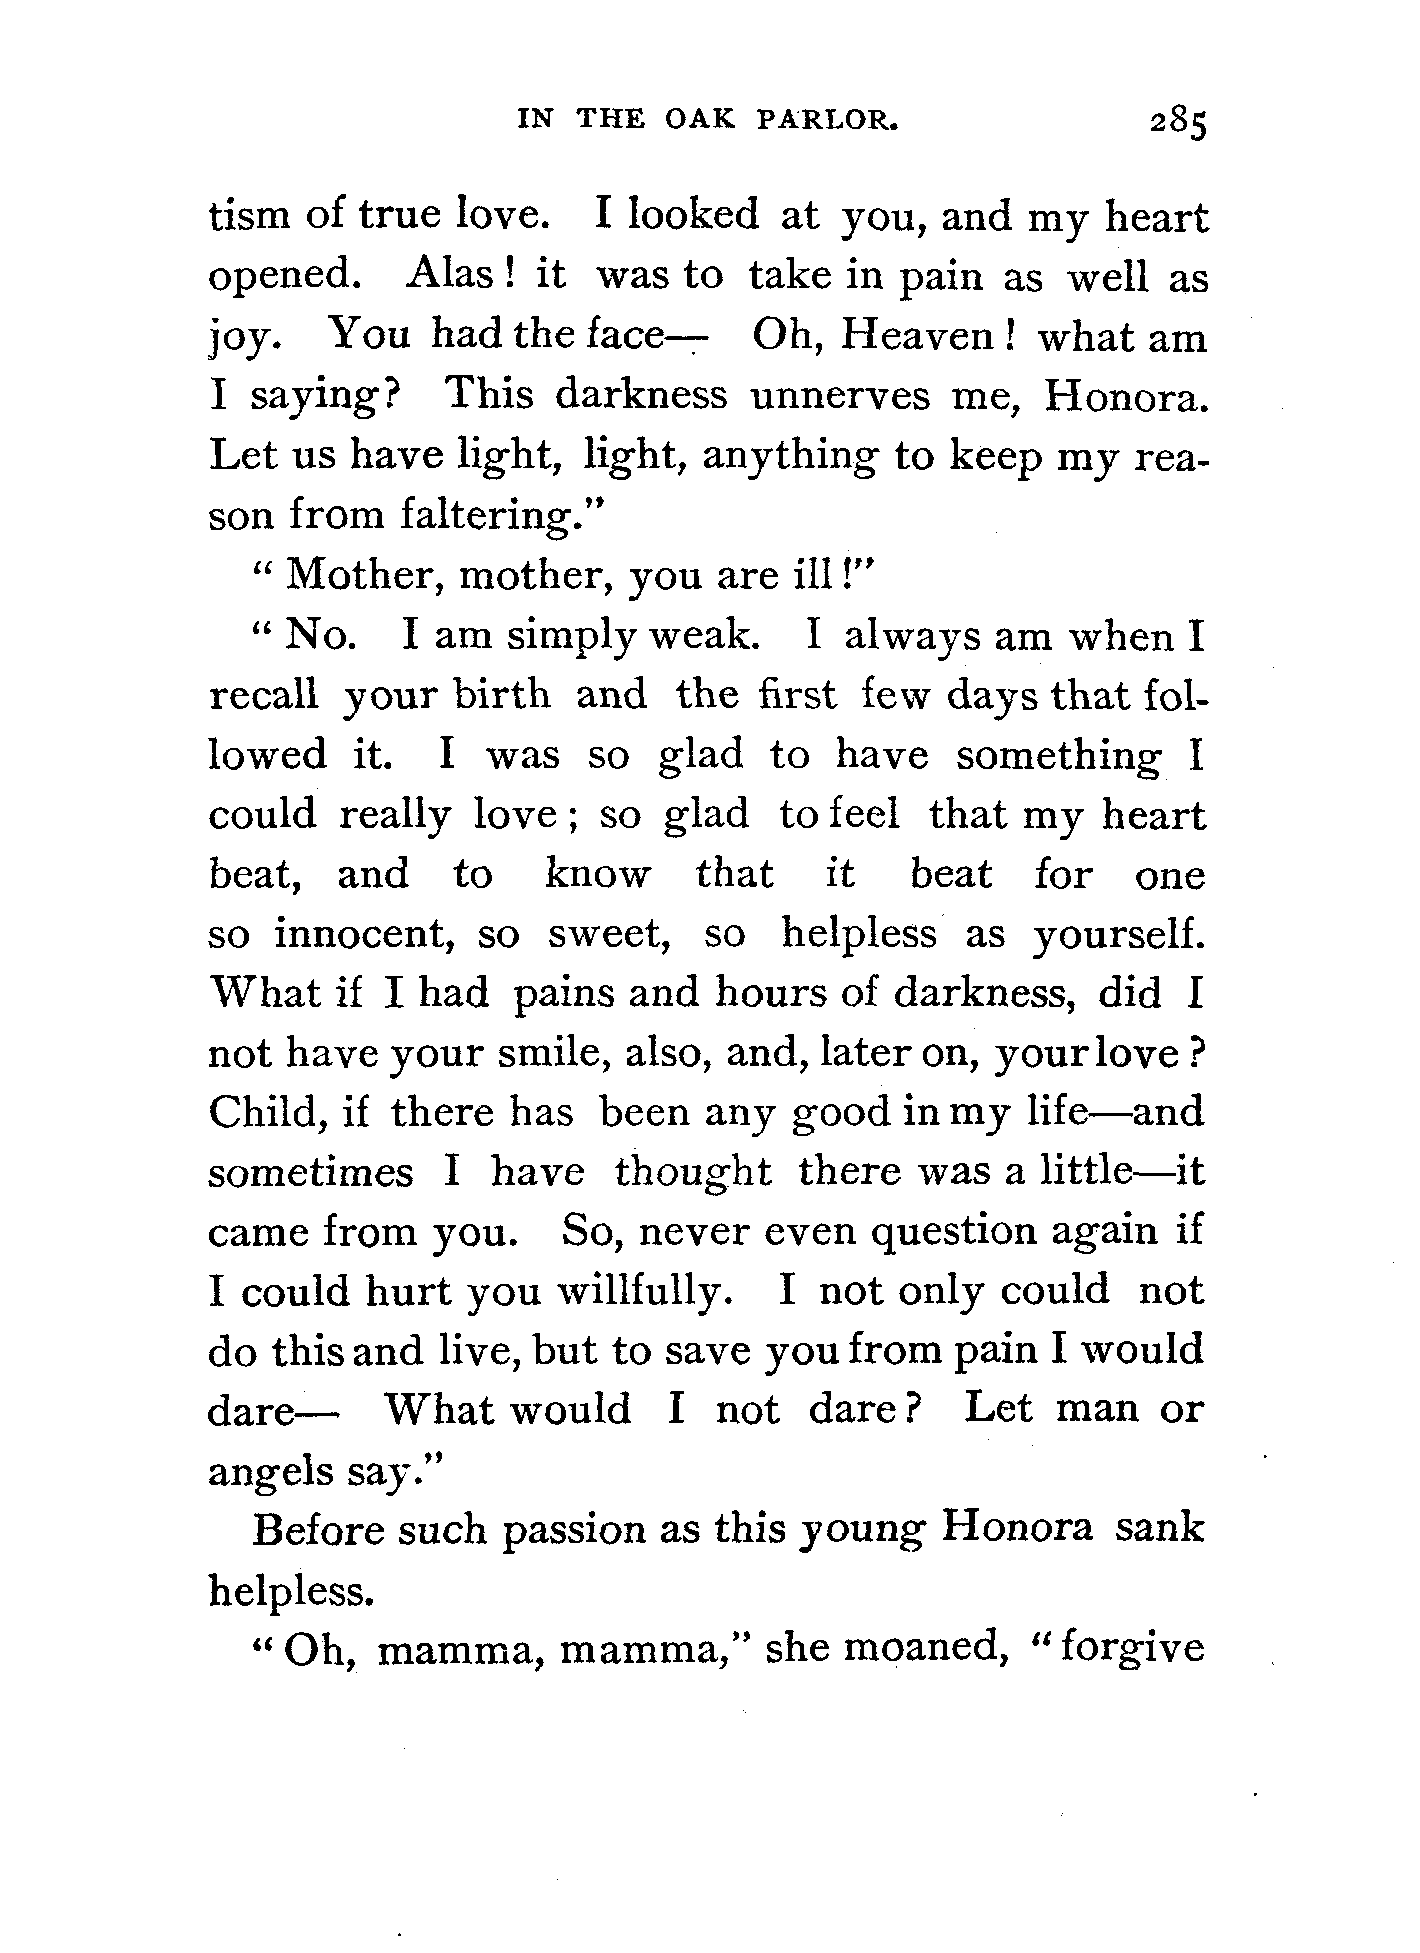 IN THE OAK PARLOR. 285
tism of true love. I looked at you, and my heart
opened. Alas! it was to take in pain as well as
joy. You had the face— Oh, Heaven! what am
I saying? This darkness unnerves me, Honora.
Let us have light, light, anything to keep my rea-
son from faltering."
"Mother, mother, you are ill!"
"No. I am simply weak. I always am when I
recall your birth and the first few days that fol-
lowed it. I was so glad to have something I
could really love; so glad to feel that my heart
beat, and to know that it beat for one
so innocent, so sweet, so helpless as yourself.
What if I had pains and hours of darkness, did I
not have your smile, also, and, later on, your love?
Child, if there has been any good in my life—and
sometimes I have thought there was a little—it
came from you. So, never even question again if
I could hurt you willfully. I not only could not
do this and live, but to save you from pain I would
dare— What would I not dare? Let man or
angels say."
Before such passion as this young Honora sank
helpless.
"Oh, mamma, mamma," she moaned, "forgive